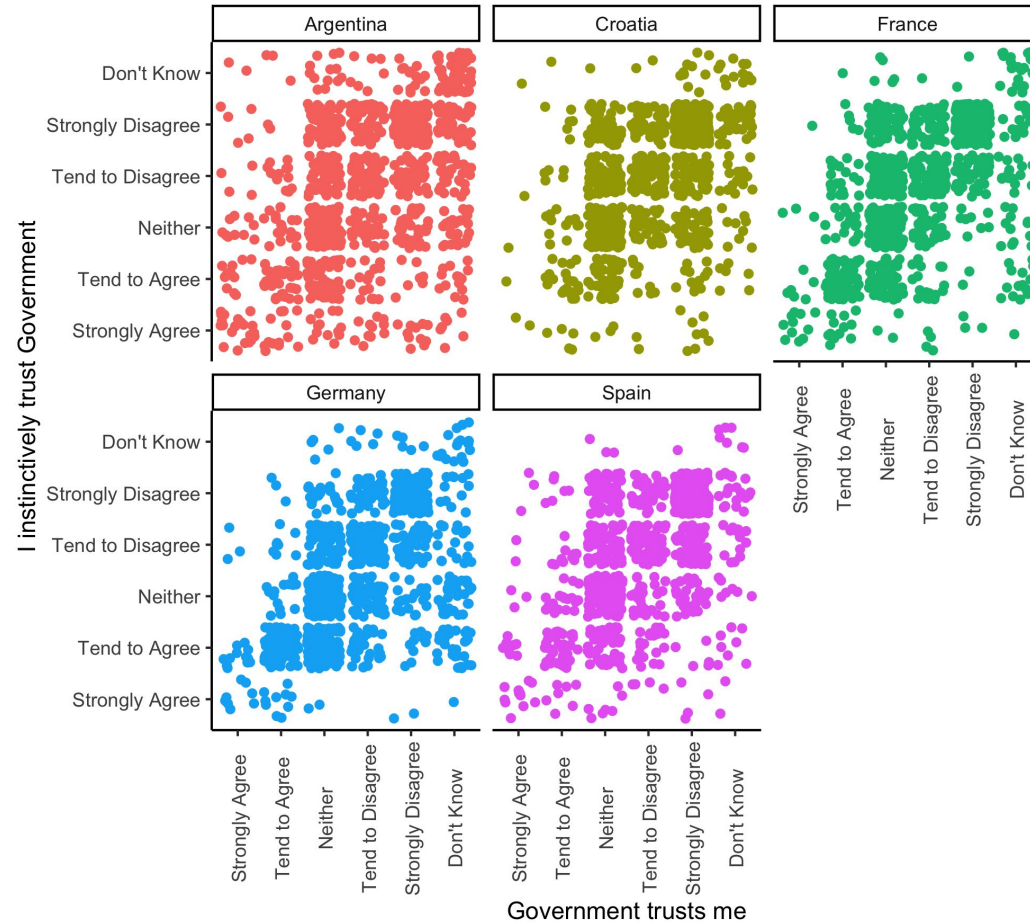 Argentina
Croatia
France
Don't Know
Strongly Disagree
Tend to Disagree
Neither
Tend to Agree
Strongly Agree
I instinctively trust Government
Strongly Agree
Tend to Agree
Neither
Tend to Disagree
Strongly Disagree
Don't Know
Germany
Spain
Don't Know
Strongly Disagree
Tend to Disagree
Neither
Tend to Agree
Strongly Agree
Strongly Agree
Tend to Agree
Neither
Tend to Disagree
Strongly Disagree
Don't Know
Strongly Agree
Tend to Agree
Neither
Tend to Disagree
Strongly Disagree
Don't Know
Government trusts me